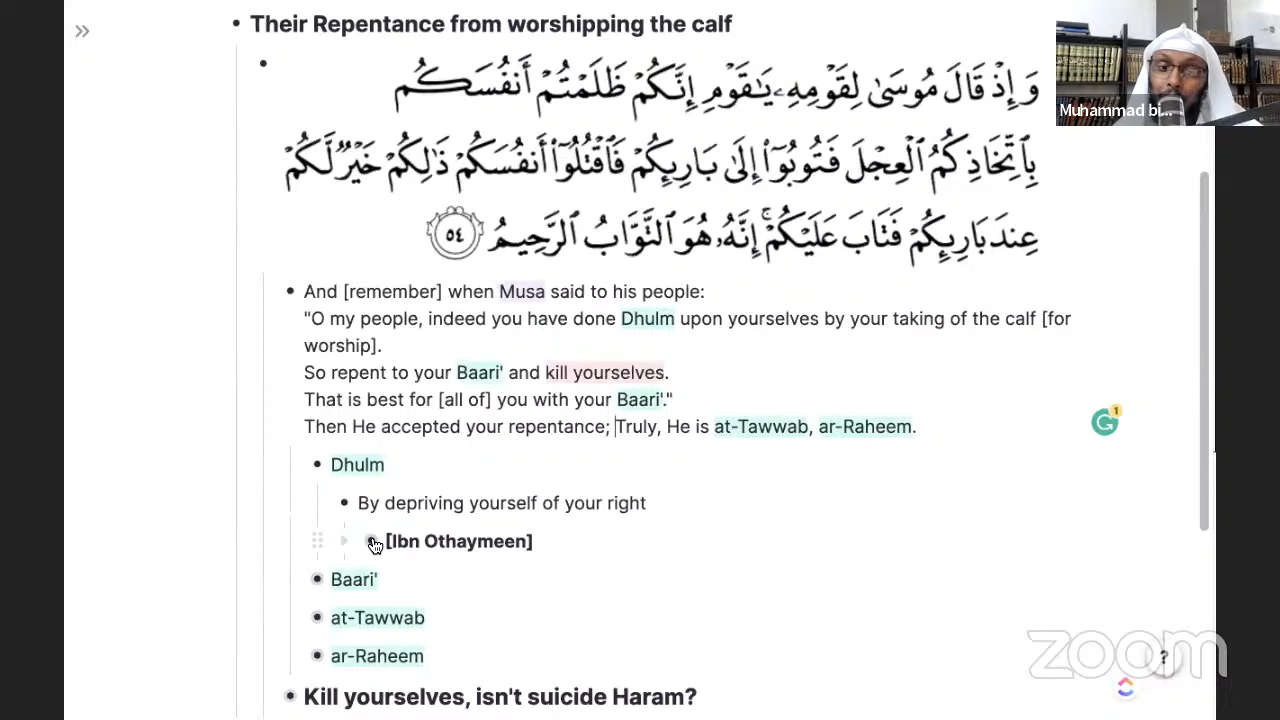 Their Repentance from worshipping the calf
وَإِذْ قَالَ مُوسَىٰ لِقَوْمِهِۦ يَـٰقَوْمِ إِنَّكُمْ ظَلَمْتُمْ أَنفُسَكُم
بِٱتِّخَاذِكُمُ ٱلْعِجْلَ فَتُوبُوٓا۟ إِلَىٰ بَارِئِكُمْ فَٱقْتُلُوٓا۟ أَنفُسَكُمْ ذَٰلِكُمْ خَيْرٌ لَّكُمْ
عِندَ بَارِئِكُمْ فَتَابَ عَلَيْكُمْ ۚ إِنَّهُۥ هُوَ ٱلتَّوَّابُ ٱلرَّحِيمُ ٥٤
Muhammad bi...
And [remember] when Musa said to his people:
"O my people, indeed you have done Dhulm upon yourselves by your taking of the calf [for
worship].
So repent to your Baari' and kill yourselves.
That is best for [all of] you with your Baari'."
Then He accepted your repentance; Truly, He is at-Tawwab, ar-Raheem.
1
Dhulm
By depriving yourself of your right
[Ibn Othaymeen]
Baari'
at-Tawwab
ar-Raheem
zoom
?
Kill yourselves, isn't suicide Haram?